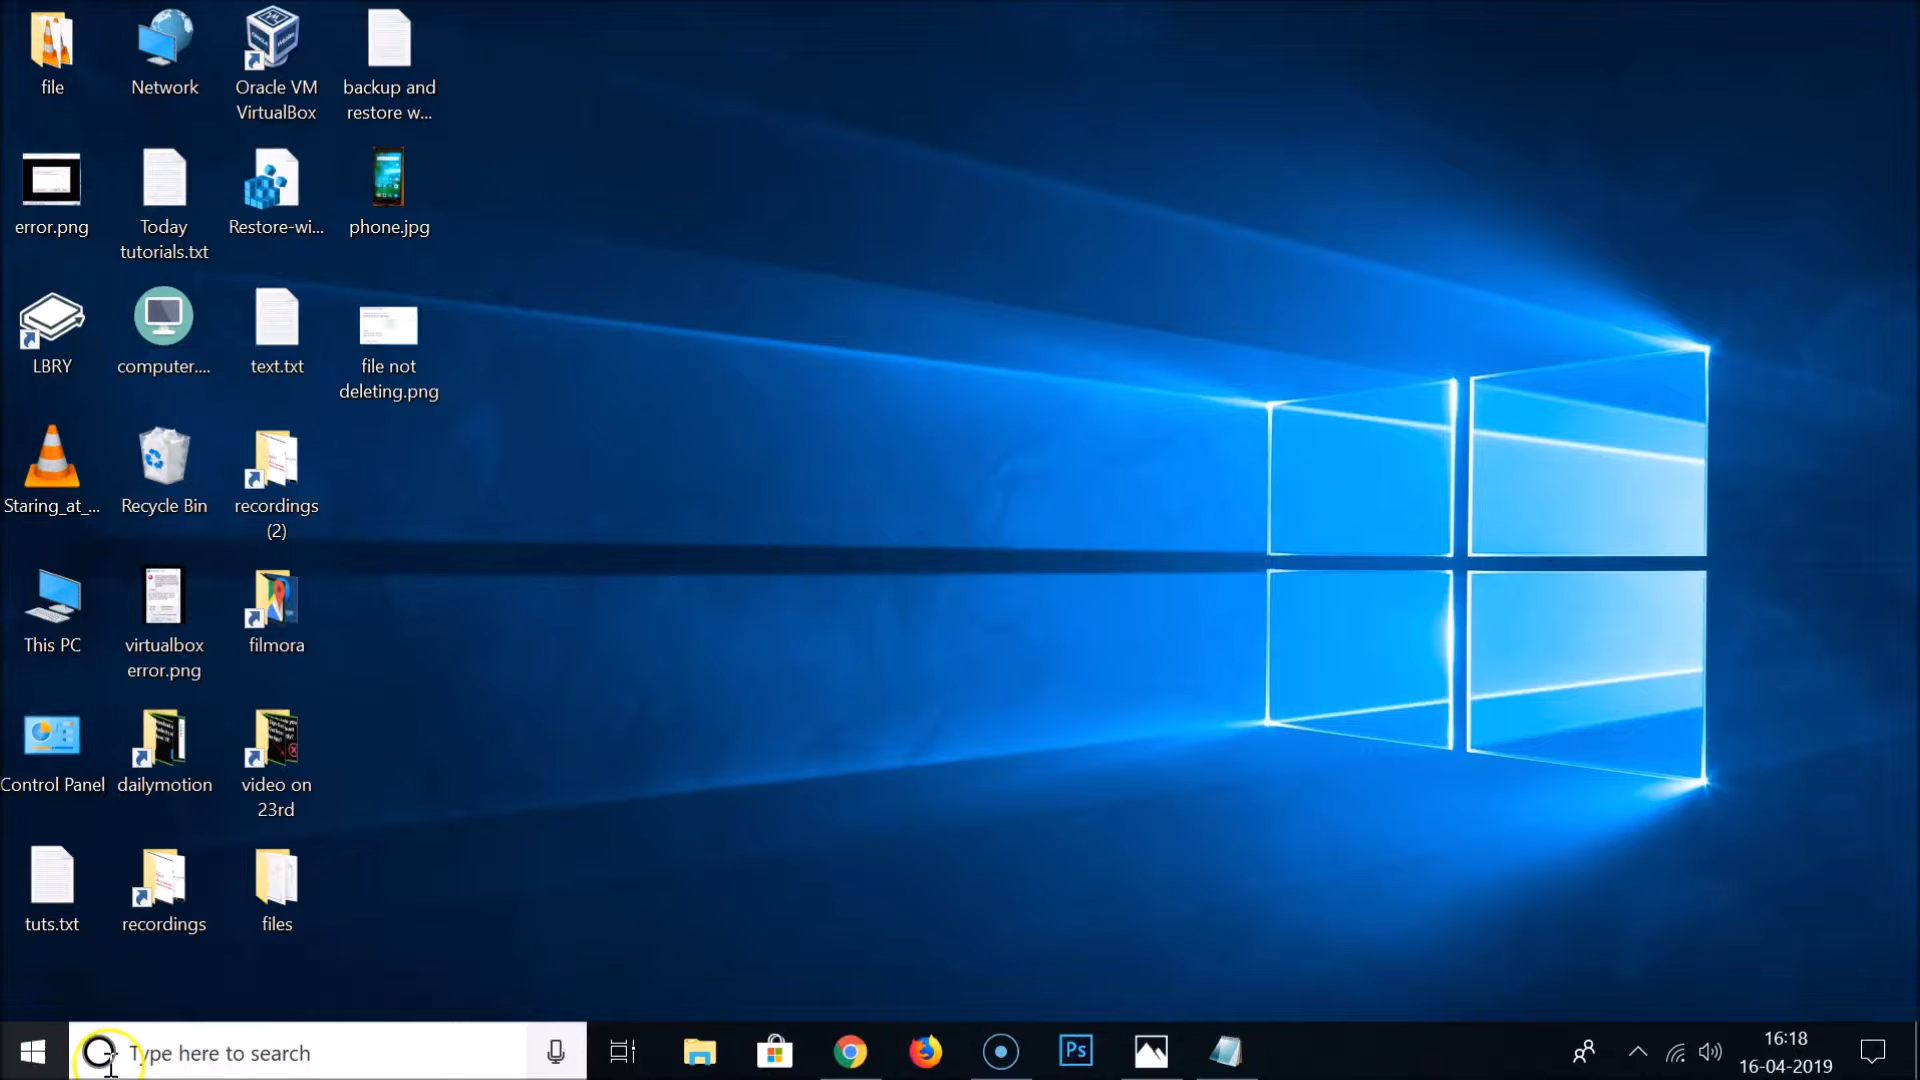 file
Network
Oracle VM
VirtualBox
backup and
restore w...
error.png
Today
tutorials.txt
Restore-wi...
phone.jpg
LBRY
computer....
text.txt
file not
deleting.png
Staring_at_...
Recycle Bin
recordings
(2)
This PC
virtualbox
error.png
filmora
Control Panel
dailymotion
video on
23rd
tuts.txt
recordings
files
Type here to search
Ps
16:18
16-04-2019